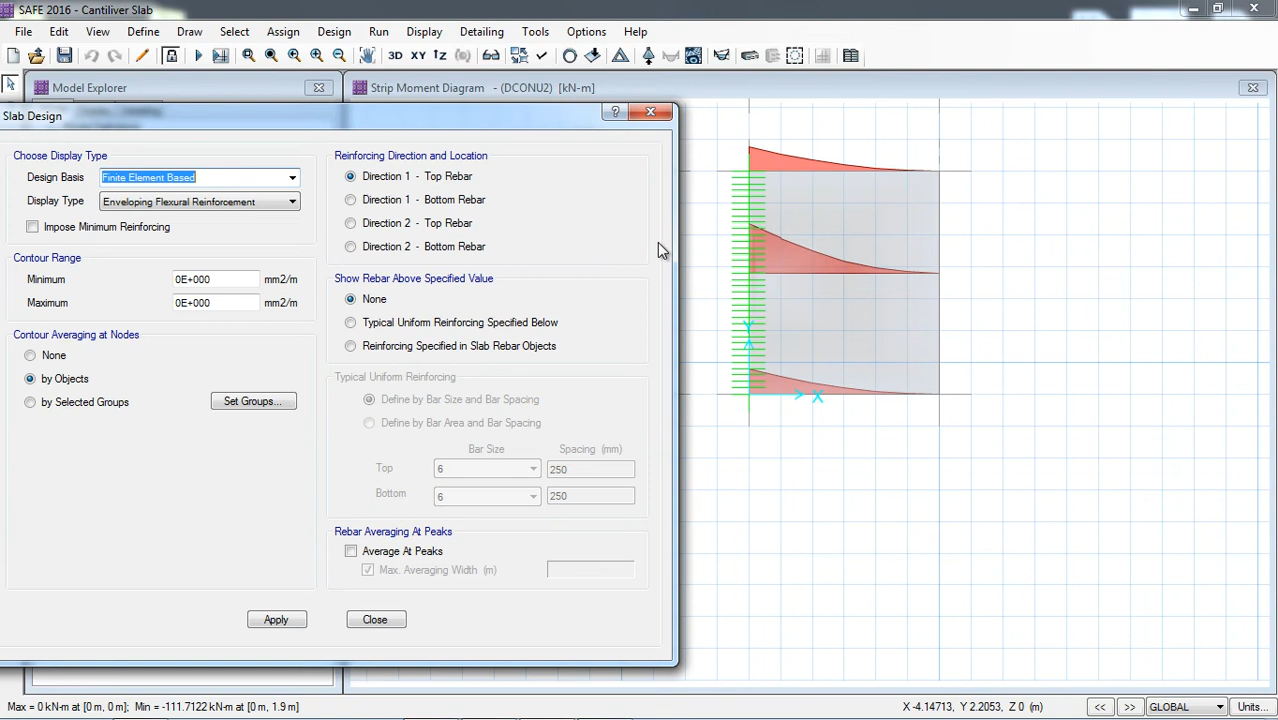 SAFE 2016 - Cantiliver Slab
File Edit View Define Draw Select Assign Design Run Display Detailing Tools Options Help
3D XY XZ
Model Explorer
Strip Moment Diagram - (DCONU2) [kN-m]
Slab Design
Choose Display Type
Design Basis Finite Element Based
Display Type Enveloping Flexural Reinforcement
Impose Minimum Reinforcing
Contour Range
Minimum 0E+000 mm2/m
Maximum 0E+000 mm2/m
Contour Averaging at Nodes
None
by Objects
by Selected Groups Set Groups...
Reinforcing Direction and Location
Direction 1 - Top Rebar
Direction 1 - Bottom Rebar
Direction 2 - Top Rebar
Direction 2 - Bottom Rebar
Show Rebar Above Specified Value
None
Typical Uniform Reinforcing Specified Below
Reinforcing Specified in Slab Rebar Objects
Typical Uniform Reinforcing
Define by Bar Size and Bar Spacing
Define by Bar Area and Bar Spacing
Bar Size Spacing (mm)
Top 6 250
Bottom 6 250
Rebar Averaging At Peaks
Average At Peaks
Max. Averaging Width (m)
Apply Close
Y
X
Max = 0 kN-m at [0 m, 0 m]; Min = -111.7122 kN-m at [0 m, 1.9 m]
X -4.14713, Y 2.2053, Z 0 (m)
<< >> GLOBAL Units...